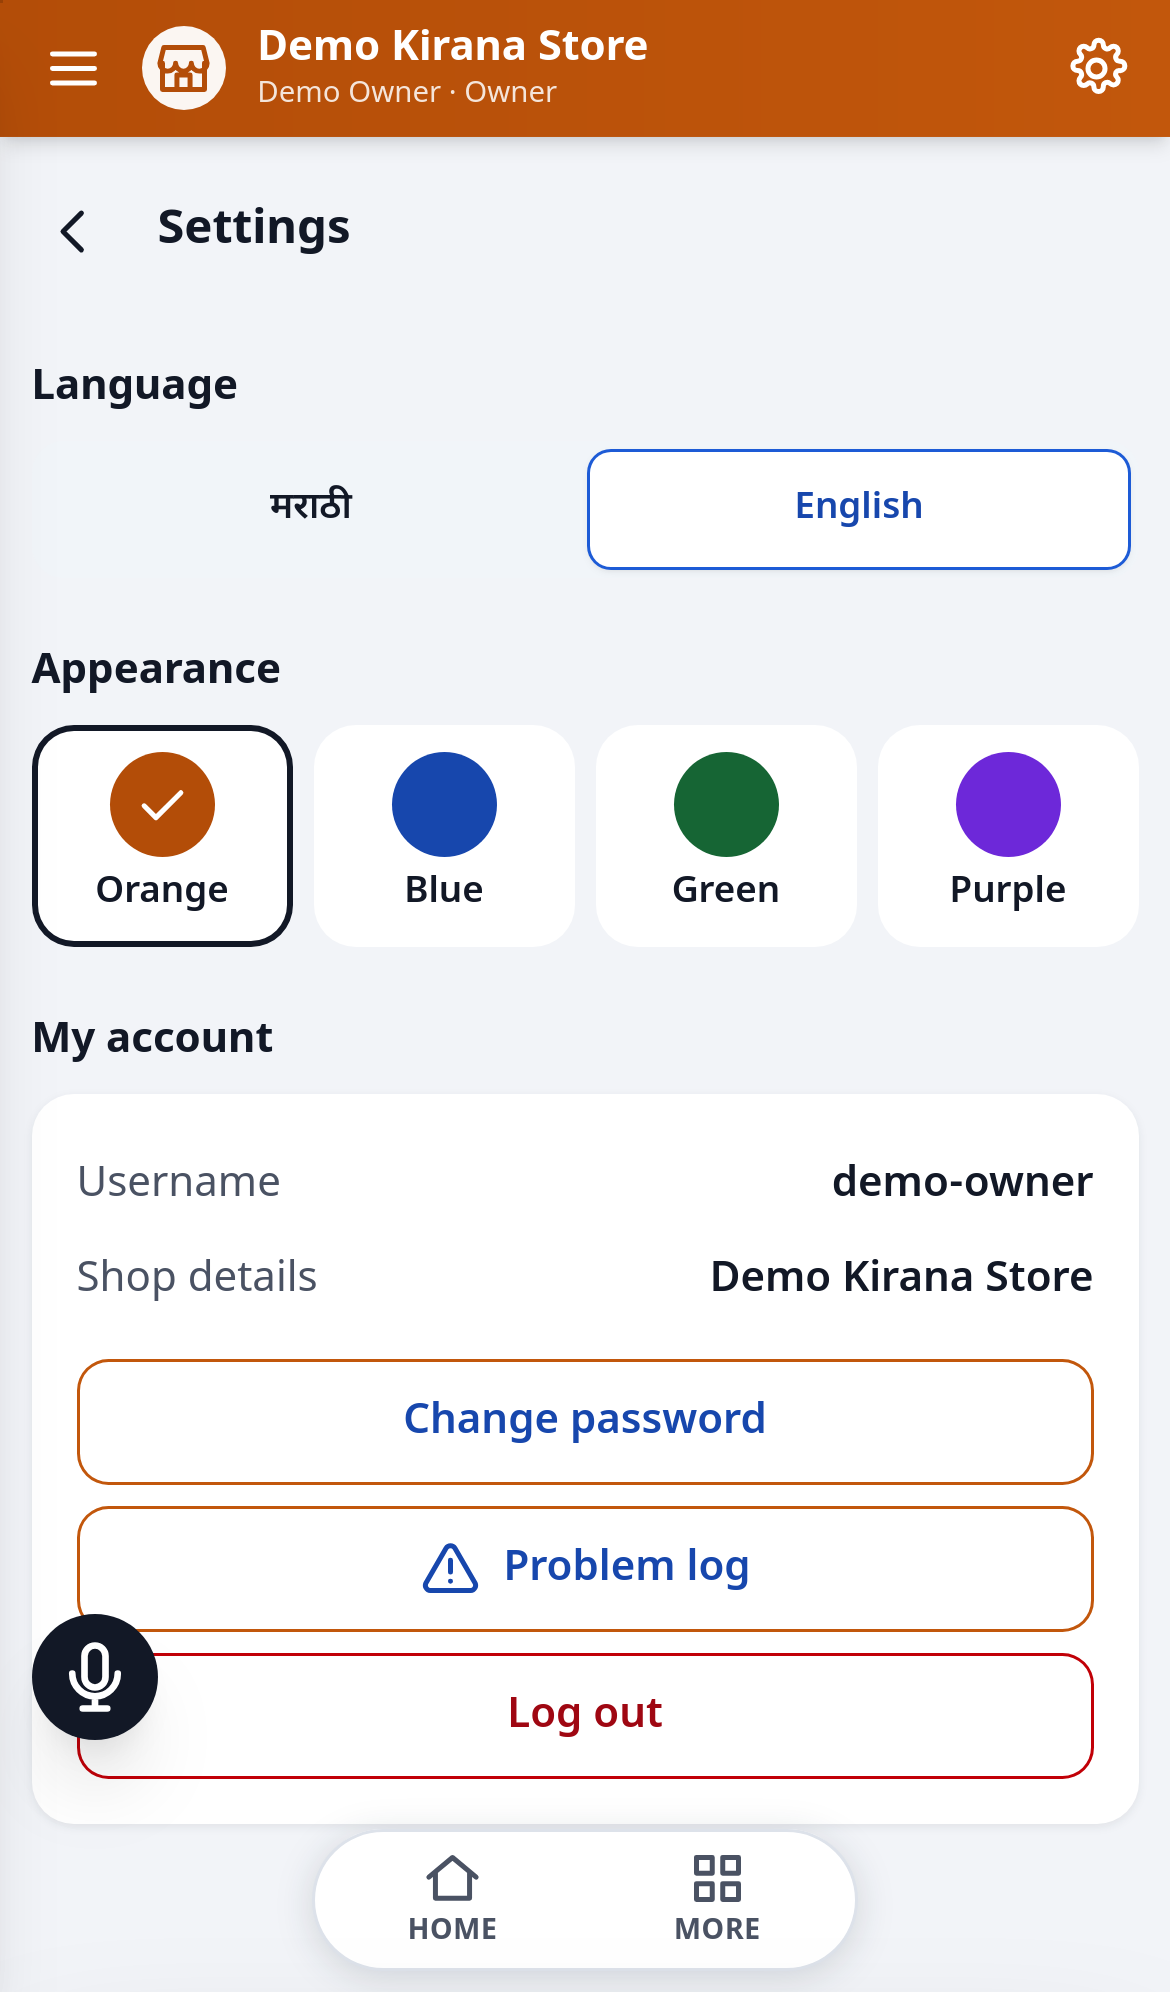 Demo Kirana Store
Demo Owner · Owner
Settings
Language
मराठी
English
Appearance
Orange
Blue
Green
Purple
My account
Username
demo-owner
Shop details
Demo Kirana Store
Change password
Problem log
Log out
HOME
MORE